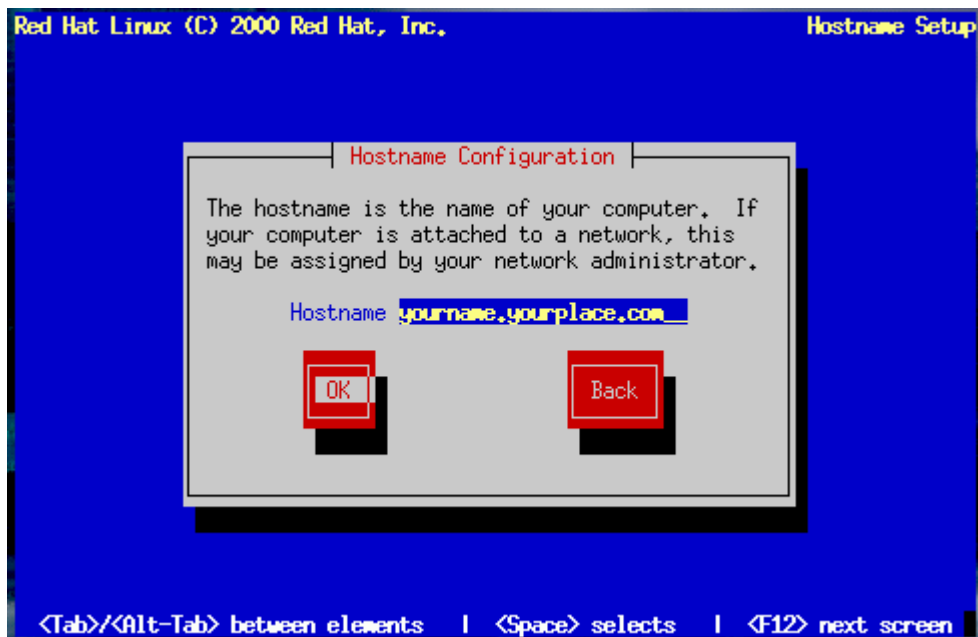 Red Hat Linux (C) 2000 Red Hat, Inc. Hostname Setup
Hostname Configuration
The hostname is the name of your computer. If
your computer is attached to a network, this
may be assigned by your network administrator.
Hostname yourname.yourplace.com__
OK Back
<Tab>/<Alt-Tab> between elements | <Space> selects | <F12> next screen